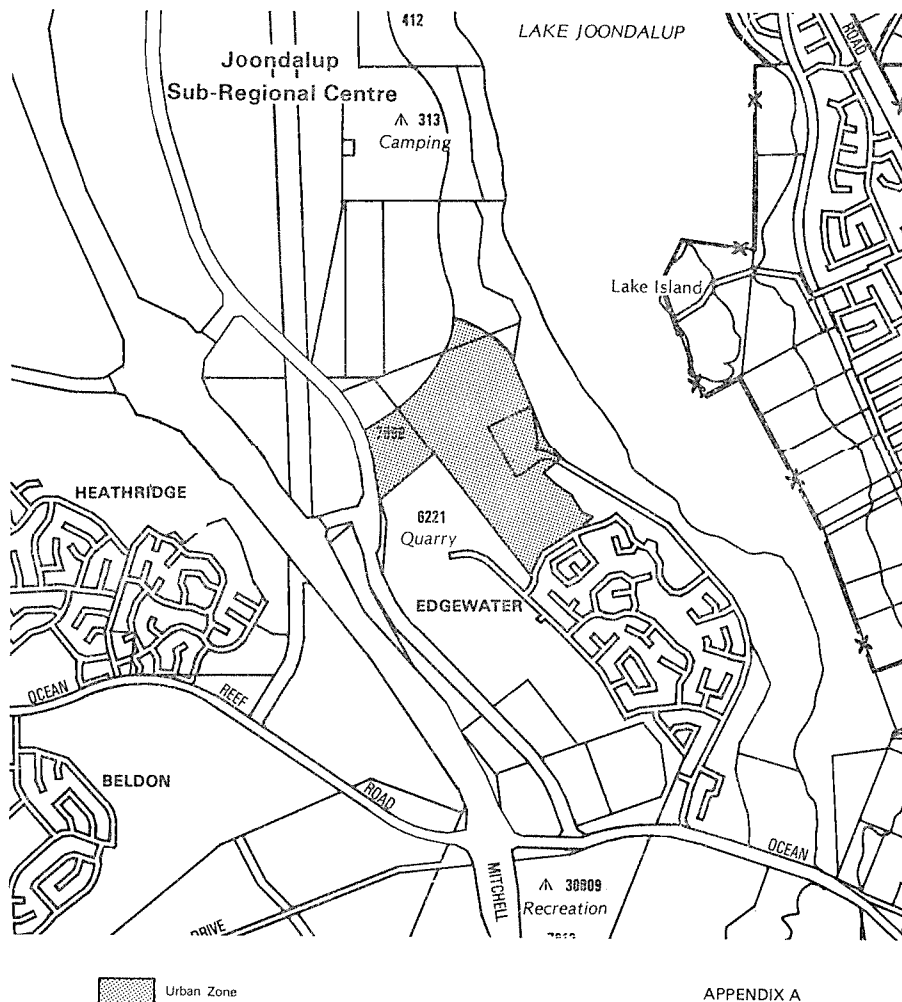 412
LAKE JOONDALUP
ROAD
Joondalup
Sub-Regional Centre
313
Camping
Lake Island
HEATHRIDGE
6221
Quarry
EDGEWATER
OCEAN
REEF
BELDON
ROAD
OCEAN
MITCHELL
30809
Recreation
DRIVE
Urban Zone
APPENDIX A